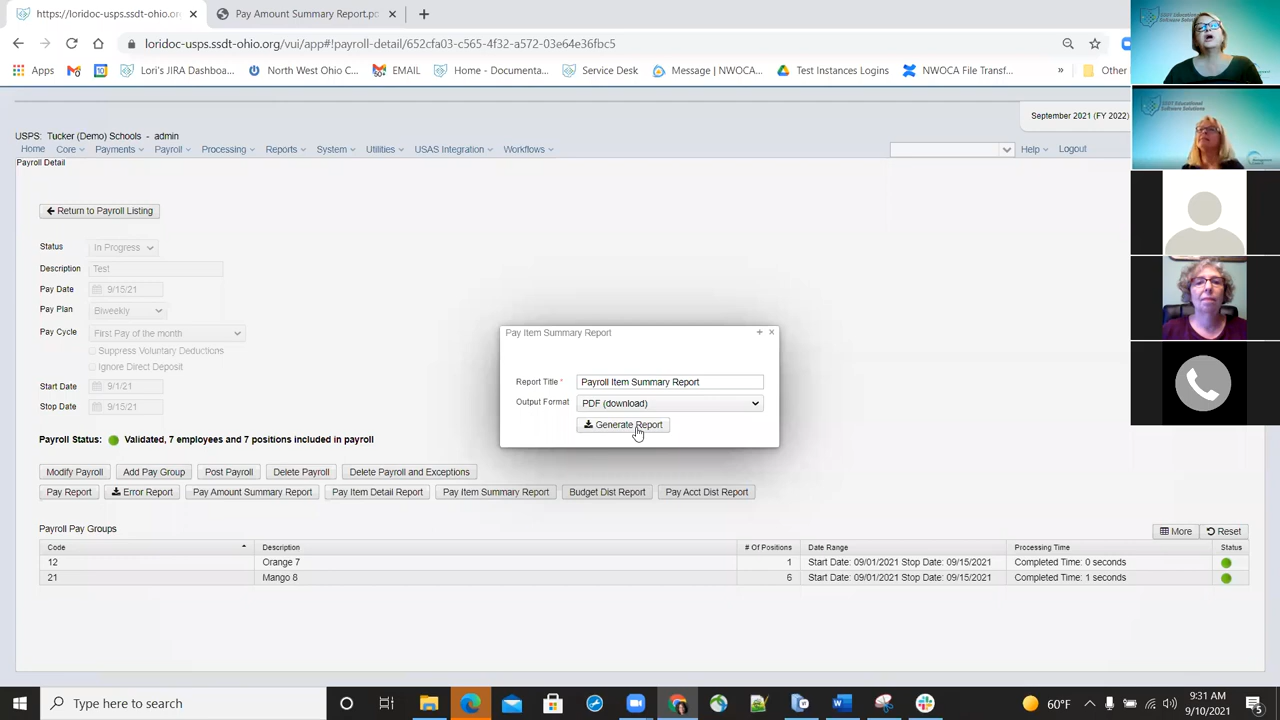 https://loridoc-usps.ssdt-ohio.org
Pay Amount Summary Report.pd
loridoc-usps.ssdt-ohio.org/vui/app#!payroll-detail/652cfa03-c565-4f32-a572-03e64e36fbc5
Apps
Lori's JIRA Dashboa...
North West Ohio C...
EMAIL
Home - Documenta...
Service Desk
Message | NWOCA...
Test Instances Logins
NWOCA File Transf...
»
Other
September 2021 (FY 2022)
USPS: Tucker (Demo) Schools - admin
Home Core Payments Payroll Processing Reports System Utilities USAS Integration Workflows Help Logout
Payroll Detail
Return to Payroll Listing
Status In Progress
Description Test
Pay Date 9/15/21
Pay Plan Biweekly
Pay Cycle First Pay of the month
Suppress Voluntary Deductions
Ignore Direct Deposit
Start Date 9/1/21
Stop Date 9/15/21
Pay Item Summary Report
Report Title * Payroll Item Summary Report
Output Format PDF (download)
Generate Report
Payroll Status: Validated, 7 employees and 7 positions included in payroll
Modify Payroll Add Pay Group Post Payroll Delete Payroll Delete Payroll and Exceptions
Pay Report Error Report Pay Amount Summary Report Pay Item Detail Report Pay Item Summary Report Budget Dist Report Pay Acct Dist Report
Payroll Pay Groups
More Reset
Code Description # Of Positions Date Range Processing Time Status
12 Orange 7 1 Start Date: 09/01/2021 Stop Date: 09/15/2021 Completed Time: 0 seconds
21 Mango 8 6 Start Date: 09/01/2021 Stop Date: 09/15/2021 Completed Time: 1 seconds
Type here to search
60°F
9:31 AM
9/10/2021
5